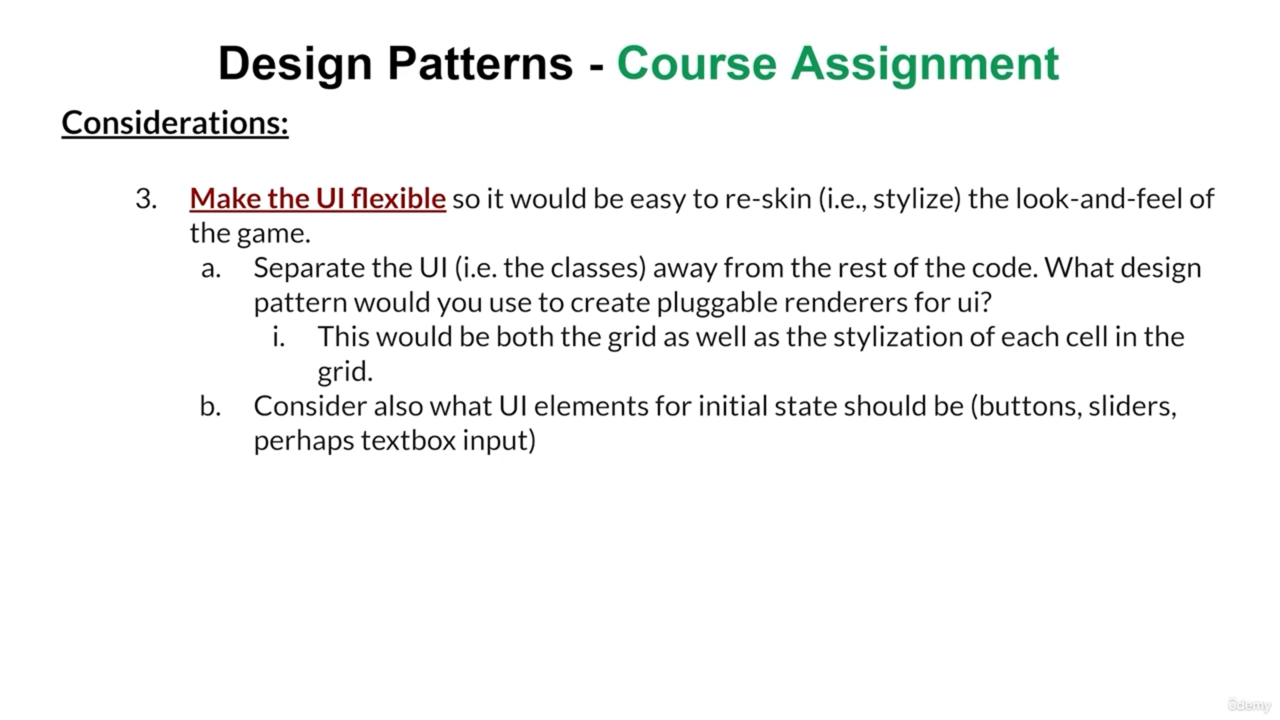 Design Patterns - Course Assignment
Considerations:
3. Make the UI flexible so it would be easy to re-skin (i.e., stylize) the look-and-feel of
the game.
a. Separate the UI (i.e. the classes) away from the rest of the code. What design
pattern would you use to create pluggable renderers for ui?
i. This would be both the grid as well as the stylization of each cell in the
grid.
b. Consider also what UI elements for initial state should be (buttons, sliders,
perhaps textbox input)
ûdemy